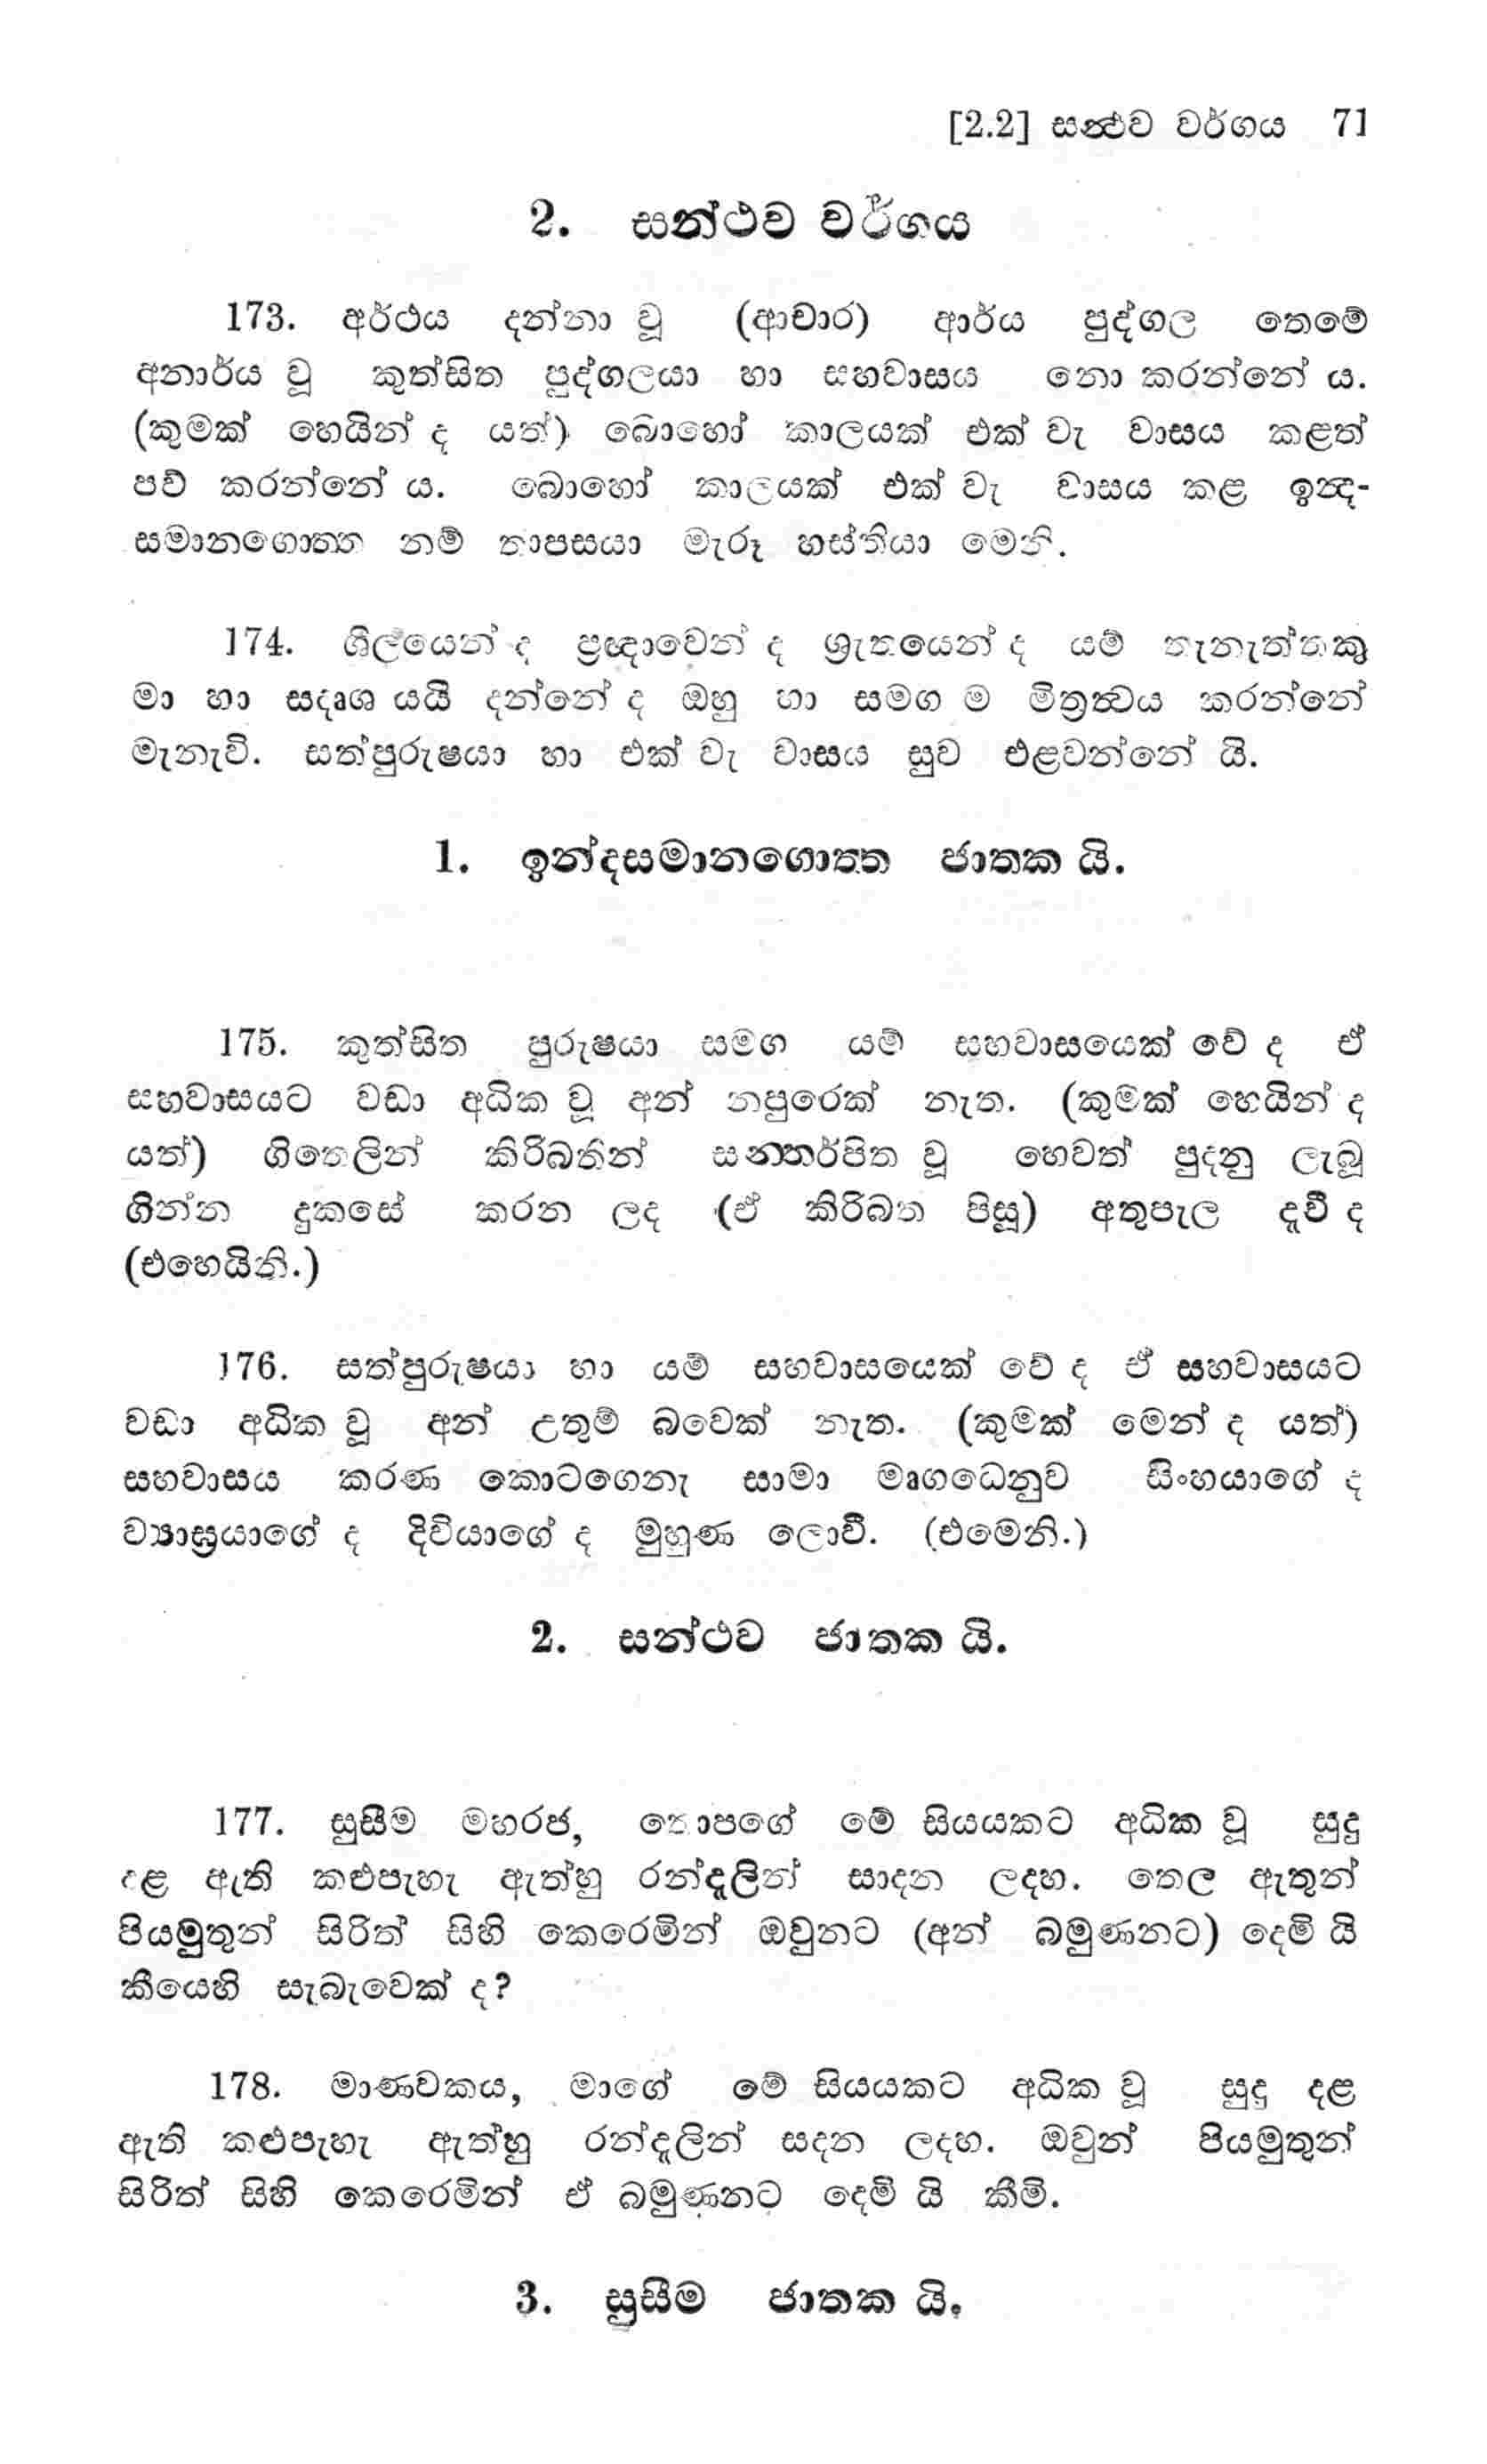 [2.2] සන්‍ථව වර්ගය 71
2. සන්ථව වර්ගය
173. අර්ථය දන්නා වූ (ආචාර) ආර්ය පුද්ගල තෙමේ
අනාර්ය වූ කුත්සිත පුද්ගලයා හා සහවාසය නො කරන්නේ ය.
(කුමක් හෙයින් ද යත්) බොහෝ කාලයක් එක් වැ වාසය කළත්
පව් කරන්නේ ය. බොහෝ කාලයක් එක් වැ වාසය කළ ඉන්‍ද-
සමානගොත්‍ත නම් තාපසයා මැරූ හස්තියා මෙනි.
174. ශීලයෙන් ද ප්‍රඥාවෙන් ද ශ්‍රැතයෙන් ද යම් තැනැත්තකු
මා හා සදෘශ යයි දන්නේ ද ඔහු හා සමග ම මිත්‍රත්‍වය කරන්නේ
මැනැවි. සත්පුරුෂයා හා එක් වැ වාසය සුව එළවන්නේ යි.
1. ඉන්දසමානගොත්‍ත ජාතක යි.
175. කුත්සිත පුරුෂයා සමග යම් සහවාසයෙක් වේ ද ඒ
සහවාසයට වඩා අධික වූ අන් නපුරෙක් නැත. (කුමක් හෙයින් ද
යත්) ගිතෙලින් කිරිබතින් සන්‍තර්පිත වූ හෙවත් පුදනු ලැබූ
ගින්න දුකසේ කරන ලද (ඒ කිරිබත පිසූ) අතුපැල දැවී ද
(එහෙයිනි.)
176. සත්පුරුෂයා හා යම් සහවාසයෙක් වේ ද ඒ සහවාසයට
වඩා අධික වූ අන් උතුම් බවෙක් නැත. (කුමක් මෙන් ද යත්)
සහවාසය කරණ කොටගෙනැ සාමා මෘගධෙනුව සිංහයාගේ ද
ව්‍යාඝ්‍රයාගේ ද දිවියාගේ ද මුහුණ ලොවී. (එමෙනි.)
2. සන්ථව ජාතක යි.
177. සුසීම මහරජ, තොපගේ මේ සියයකට අධික වූ සුදු
දළ ඇති කළුපැහැ ඇත්හු රන්දැලින් සාදන ලදහ. තෙල ඇතුන්
පියමුතුන් සිරිත් සිහි කෙරෙමින් ඔවුනට (අන් බමුණනට) දෙමි යි
කීයෙහි සැබැවෙක් ද?
178. මාණවකය, මාගේ මේ සියයකට අධික වූ සුදු දළ
ඇති කළුපැහැ ඇත්හු රන්දැලින් සදන ලදහ. ඔවුන් පියමුතුන්
සිරිත් සිහි කෙරෙමින් ඒ බමුණනට දෙමි යි කීමි.
3. සුසීම ජාතක යි.